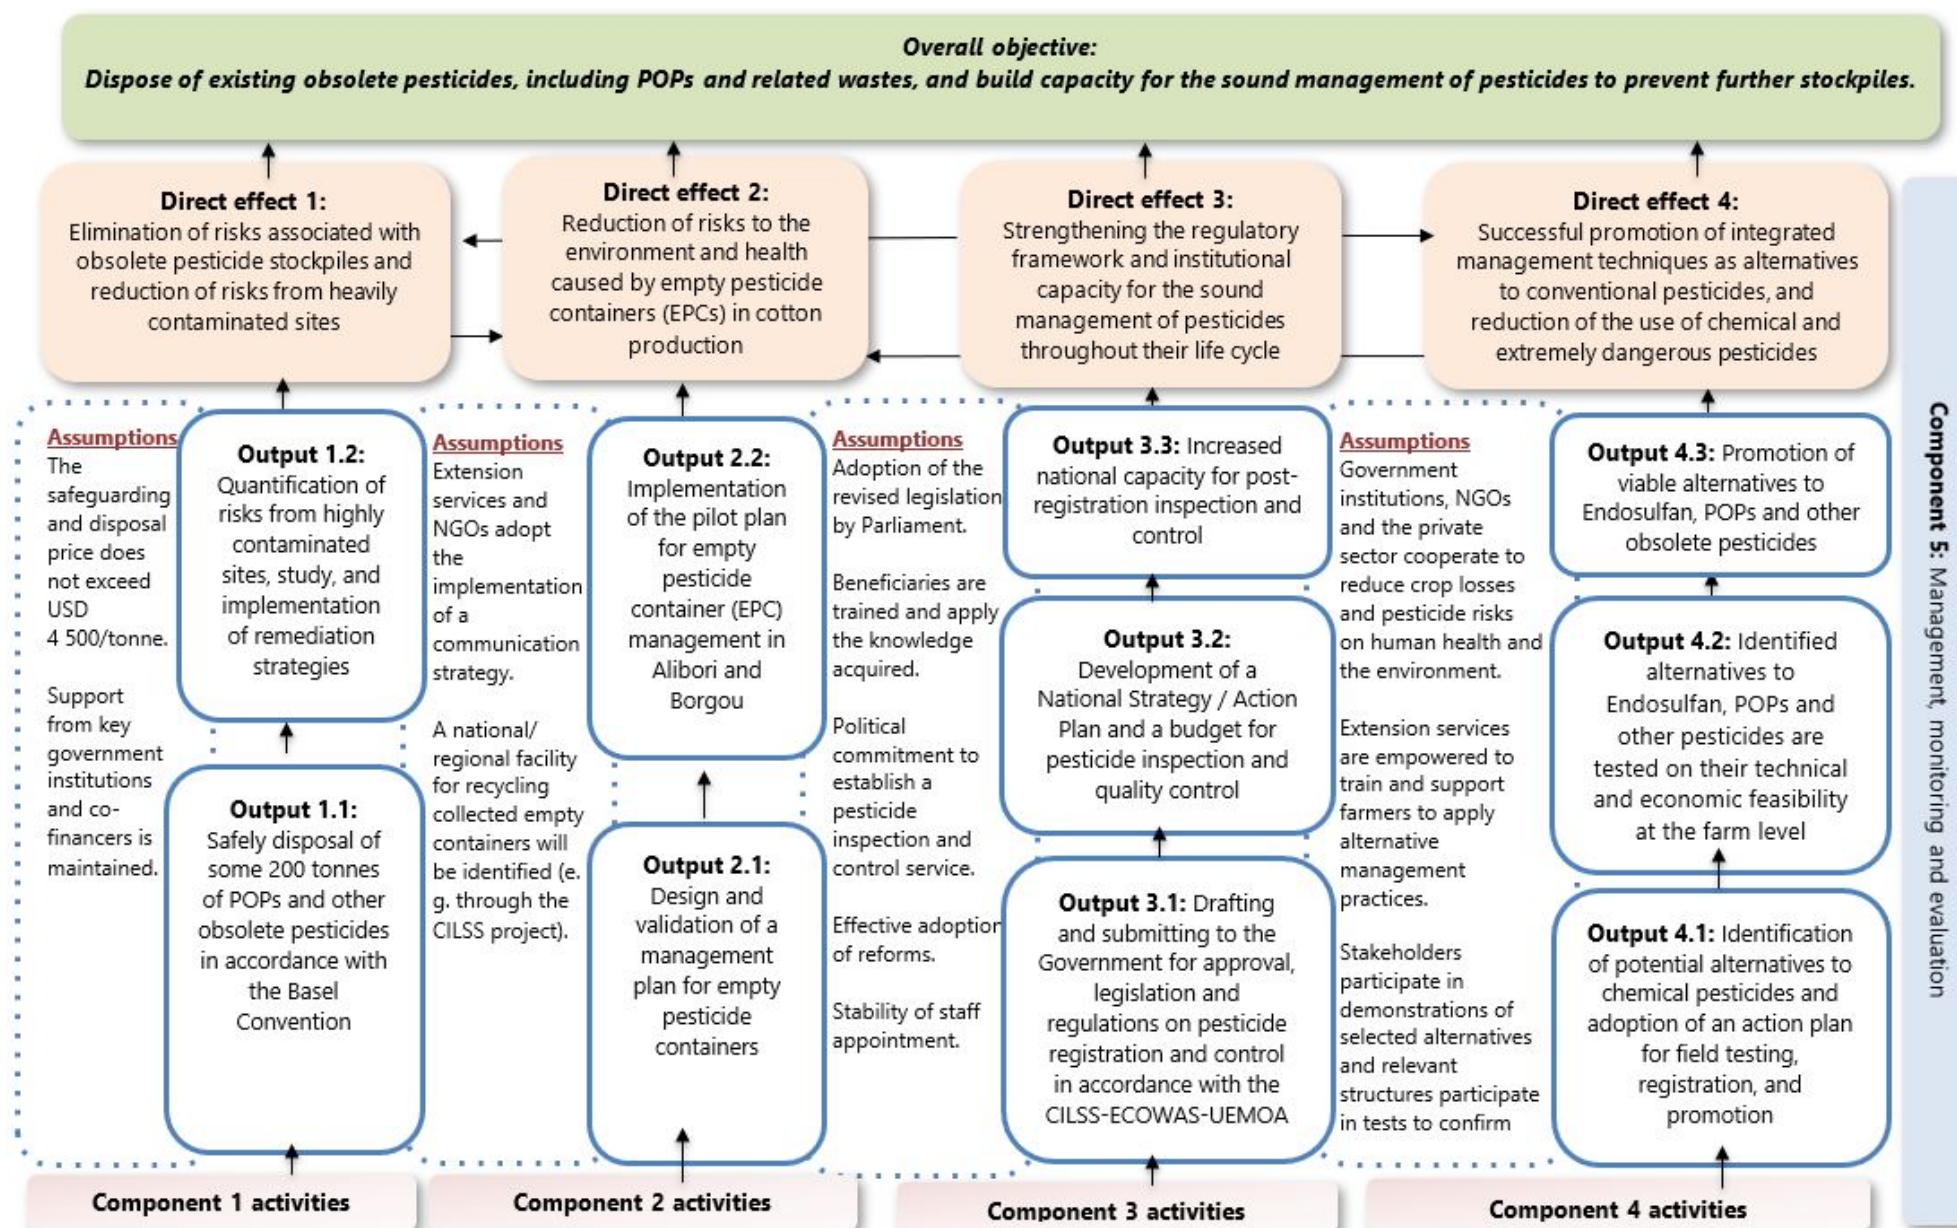 Overall objective:
Dispose of existing obsolete pesticides, including POPs and related wastes, and build capacity for the sound management of pesticides to prevent further stockpiles.
Direct effect 1:
Elimination of risks associated with
obsolete pesticide stockpiles and
reduction of risks from heavily
contaminated sites
Direct effect 2:
Reduction of risks to the
environment and health
caused by empty pesticide
containers (EPCs) in cotton
production
Direct effect 3:
Strengthening the regulatory
framework and institutional
capacity for the sound
management of pesticides
throughout their life cycle
Direct effect 4:
Successful promotion of integrated
management techniques as alternatives
to conventional pesticides, and
reduction of the use of chemical and
extremely dangerous pesticides
Assumptions
The
safeguarding
and disposal
price does
not exceed
USD
4 500/tonne.
Support
from key
government
institutions
and co-
financers is
maintained.
Output 1.2:
Quantification of
risks from highly
contaminated
sites, study, and
implementation
of remediation
strategies
Output 1.1:
Safely disposal of
some 200 tonnes
of POPs and other
obsolete pesticides
in accordance with
the Basel
Convention
Assumptions
Extension
services and
NGOs adopt
the
implementation
of a
communication
strategy.
A national/
regional facility
for recycling
collected empty
containers will
be identified (e.
g. through the
CILSS project).
Output 2.2:
Implementation
of the pilot plan
for empty
pesticide
container (EPC)
management in
Alibori and
Borgou
Output 2.1:
Design and
validation of a
management
plan for empty
pesticide
containers
Assumptions
Adoption of the
revised legislation
by Parliament.
Beneficiaries are
trained and apply
the knowledge
acquired.
Political
commitment to
establish a
pesticide
inspection and
control service.
Effective adoption
of reforms.
Stability of staff
appointment.
Output 3.3: Increased
national capacity for post-
registration inspection and
control
Output 3.2:
Development of a
National Strategy / Action
Plan and a budget for
pesticide inspection and
quality control
Output 3.1: Drafting
and submitting to the
Government for approval,
legislation and
regulations on pesticide
registration and control
in accordance with the
CILSS-ECOWAS-UEMOA
Assumptions
Government
institutions, NGOs
and the private
sector cooperate to
reduce crop losses
and pesticide risks
on human health and
the environment.
Extension services
are empowered to
train and support
farmers to apply
alternative
management
practices.
Stakeholders
participate in
demonstrations of
selected alternatives
and relevant
structures participate
in tests to confirm
Output 4.3: Promotion of
viable alternatives to
Endosulfan, POPs and other
obsolete pesticides
Output 4.2: Identified
alternatives to
Endosulfan, POPs and
other pesticides are
tested on their technical
and economic feasibility
at the farm level
Output 4.1: Identification
of potential alternatives to
chemical pesticides and
adoption of an action plan
for field testing,
registration, and
promotion
Component 5: Management, monitoring and evaluation
Component 1 activities
Component 2 activities
Component 3 activities
Component 4 activities